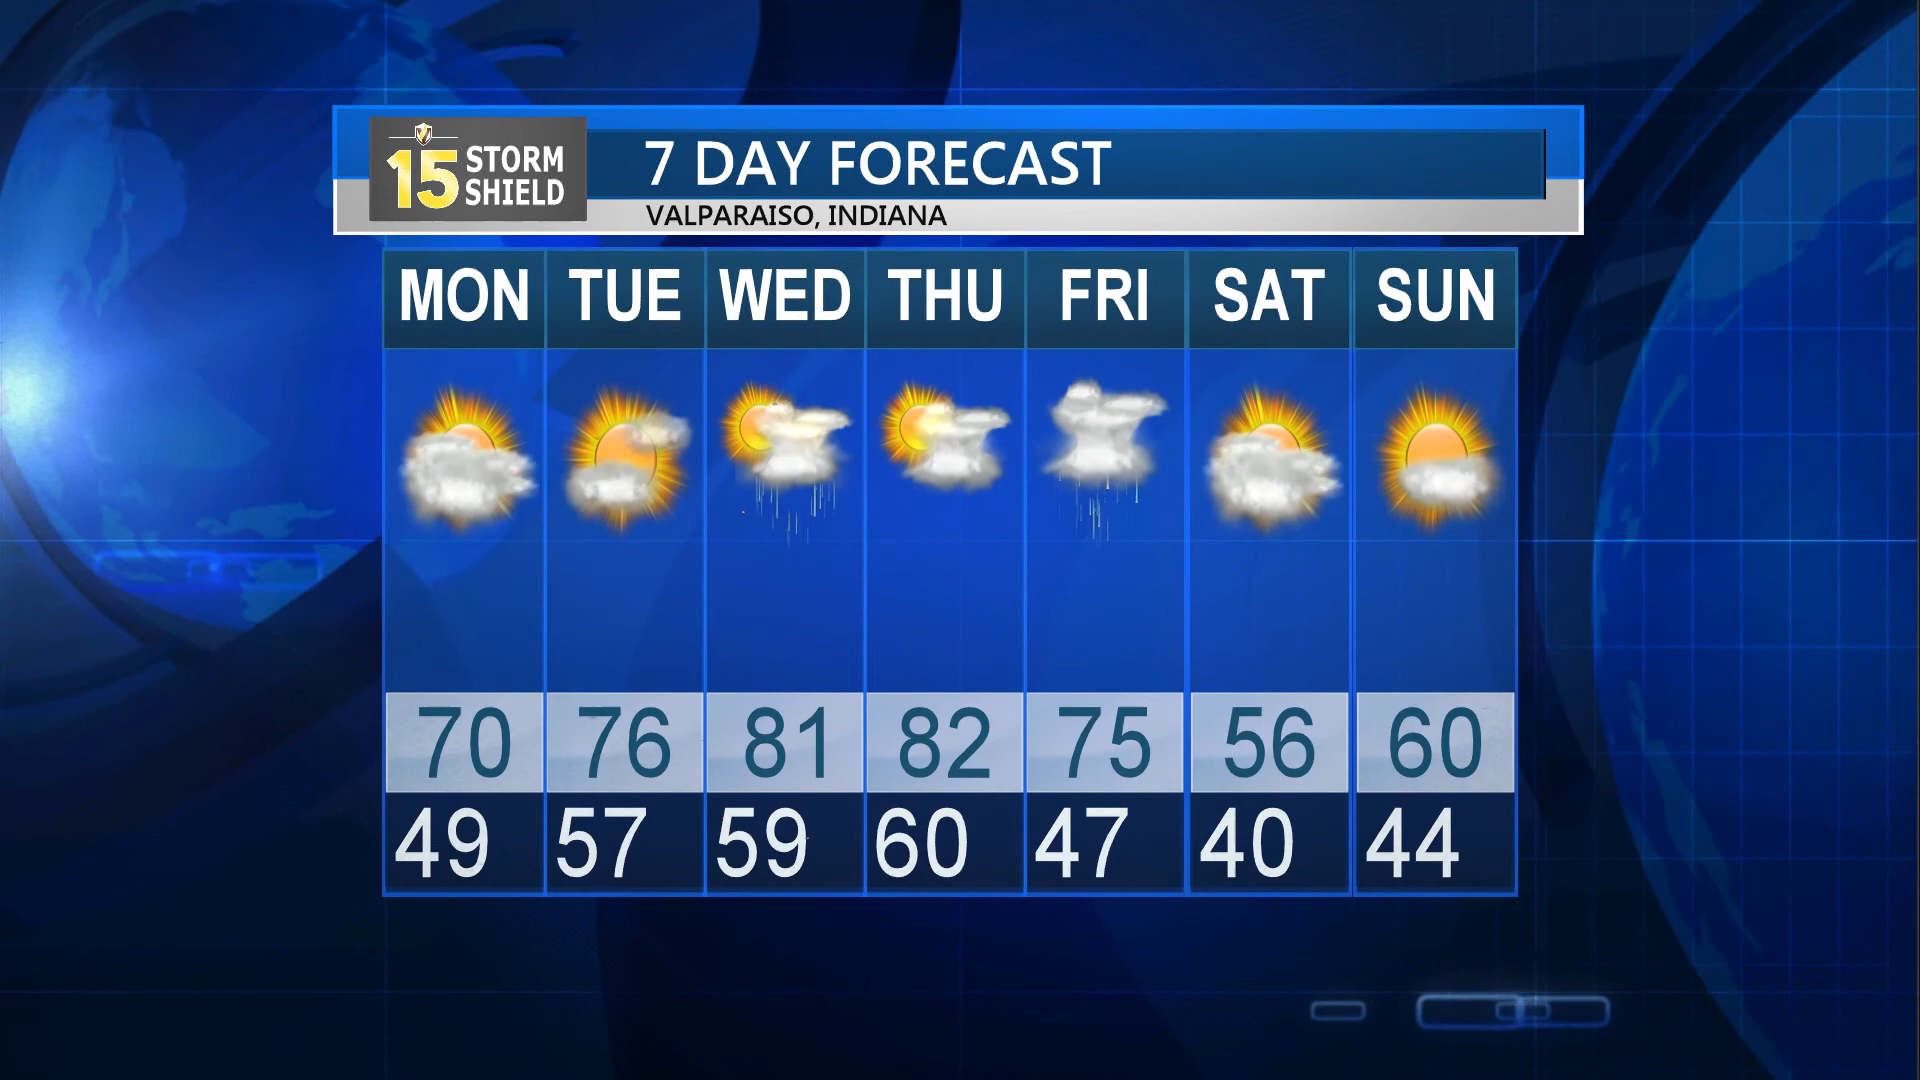 15 STORM SHIELD
7 DAY FORECAST
VALPARAISO, INDIANA
MON TUE WED THU FRI SAT SUN
70 76 81 82 75 56 60
49 57 59 60 47 40 44